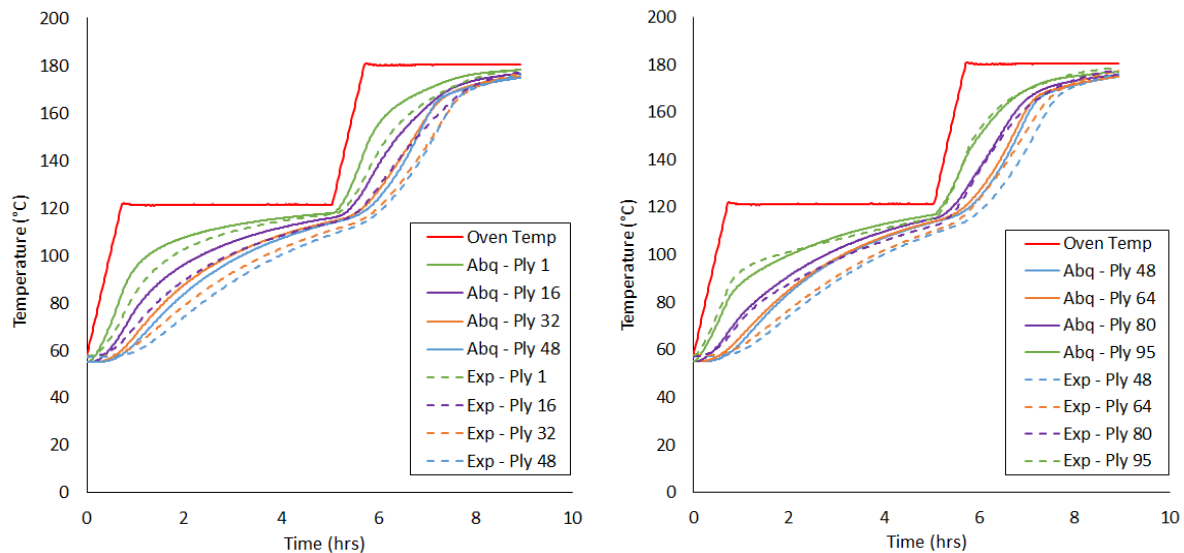 200
180
160
140
120
100
80
60
40
20
0
Temperature (°C)
0
2
4
6
8
10
Time (hrs)
Oven Temp
Abq - Ply 1
Abq - Ply 16
Abq - Ply 32
Abq - Ply 48
Exp - Ply 1
Exp - Ply 16
Exp - Ply 32
Exp - Ply 48
200
180
160
140
120
100
80
60
40
20
0
Temperature (°C)
0
2
4
6
8
10
Time (hrs)
Oven Temp
Abq - Ply 48
Abq - Ply 64
Abq - Ply 80
Abq - Ply 95
Exp - Ply 48
Exp - Ply 64
Exp - Ply 80
Exp - Ply 95